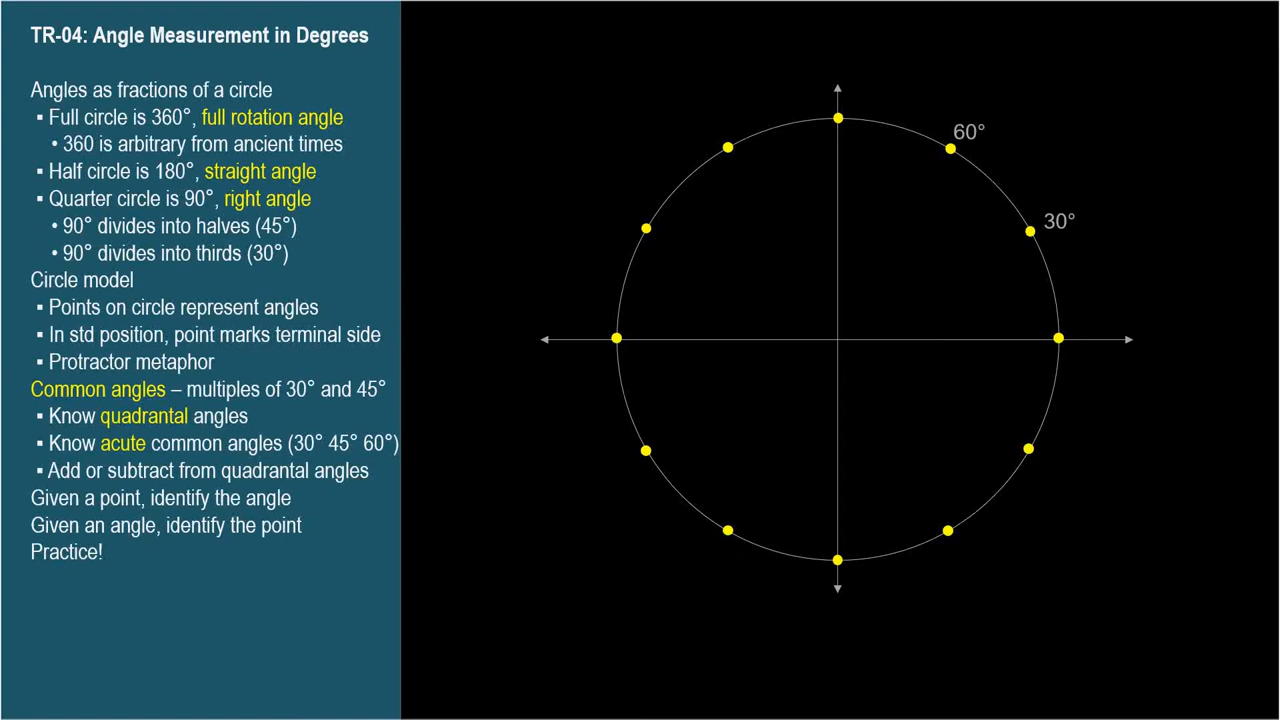 TR-04: Angle Measurement in Degrees
Angles as fractions of a circle
▪ Full circle is 360°, full rotation angle
• 360 is arbitrary from ancient times
▪ Half circle is 180°, straight angle
▪ Quarter circle is 90°, right angle
• 90° divides into halves (45°)
• 90° divides into thirds (30°)
Circle model
▪ Points on circle represent angles
▪ In std position, point marks terminal side
▪ Protractor metaphor
Common angles – multiples of 30° and 45°
▪ Know quadrantal angles
▪ Know acute common angles (30° 45° 60°)
▪ Add or subtract from quadrantal angles
Given a point, identify the angle
Given an angle, identify the point
Practice!
60°
30°